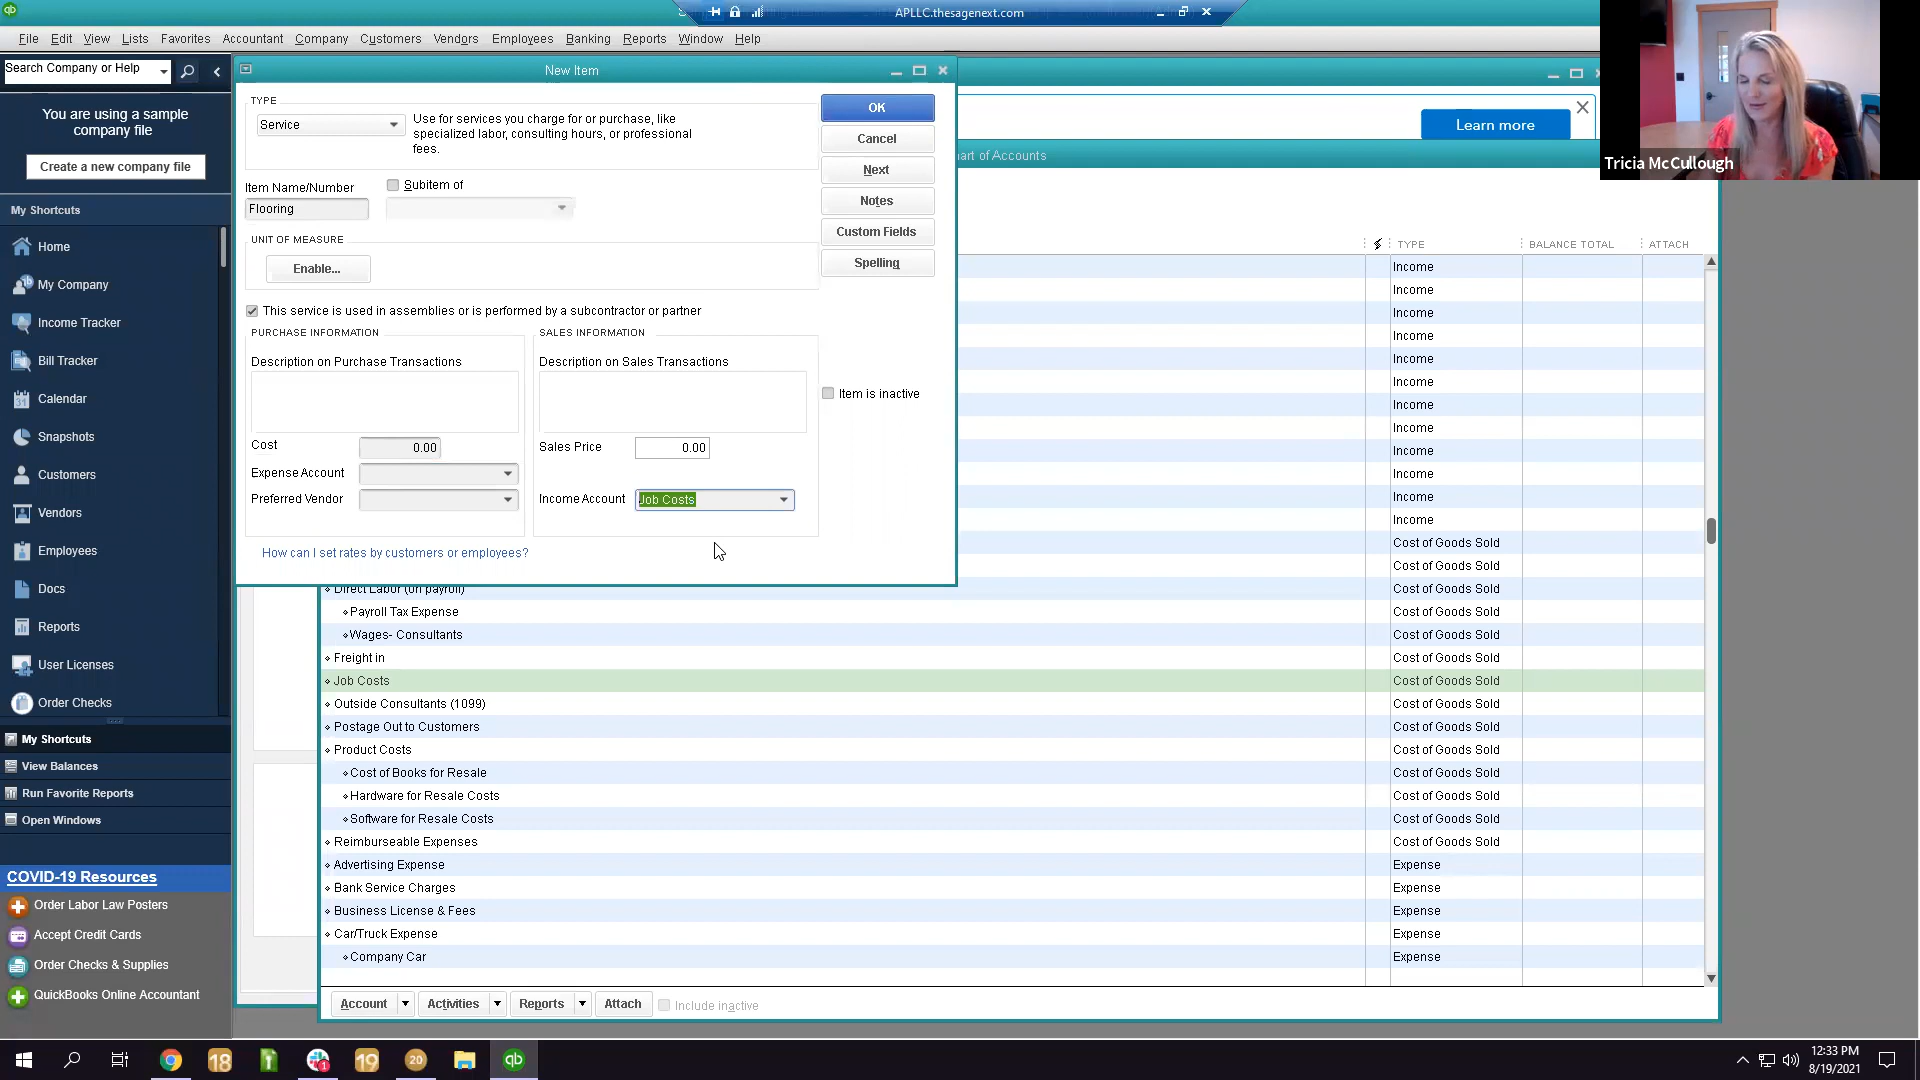 APLLC.thesagenext.com
File Edit View Lists Favorites Accountant Company Customers Vendors Employees Banking Reports Window Help
Search Company or Help
You are using a sample
company file
Create a new company file
My Shortcuts
Home
My Company
Income Tracker
Bill Tracker
Calendar
Snapshots
Customers
Vendors
Employees
Docs
Reports
User Licenses
Order Checks
My Shortcuts
View Balances
Run Favorite Reports
Open Windows
COVID-19 Resources
Order Labor Law Posters
Accept Credit Cards
Order Checks & Supplies
QuickBooks Online Accountant
New Item
TYPE
Service
Use for services you charge for or purchase, like
specialized labor, consulting hours, or professional
fees.
OK
Cancel
Next
Notes
Custom Fields
Spelling
Item Name/Number
Subitem of
Flooring
UNIT OF MEASURE
Enable...
This service is used in assemblies or is performed by a subcontractor or partner
PURCHASE INFORMATION
Description on Purchase Transactions
Cost 0.00
Expense Account
Preferred Vendor
SALES INFORMATION
Description on Sales Transactions
Sales Price 0.00
Income Account Job Costs
Item is inactive
How can I set rates by customers or employees?
Learn more
art of Accounts
Tricia McCullough
TYPE BALANCE TOTAL ATTACH
Income
Income
Income
Income
Income
Income
Income
Income
Income
Income
Income
Income
Cost of Goods Sold
Cost of Goods Sold
Direct Labor (on payroll) Cost of Goods Sold
Payroll Tax Expense Cost of Goods Sold
Wages- Consultants Cost of Goods Sold
Freight in Cost of Goods Sold
Job Costs Cost of Goods Sold
Outside Consultants (1099) Cost of Goods Sold
Postage Out to Customers Cost of Goods Sold
Product Costs Cost of Goods Sold
Cost of Books for Resale Cost of Goods Sold
Hardware for Resale Costs Cost of Goods Sold
Software for Resale Costs Cost of Goods Sold
Reimburseable Expenses Cost of Goods Sold
Advertising Expense Expense
Bank Service Charges Expense
Business License & Fees Expense
Car/Truck Expense Expense
Company Car Expense
Account Activities Reports Attach Include inactive
18
1
19
20
qb
12:33 PM
8/19/2021